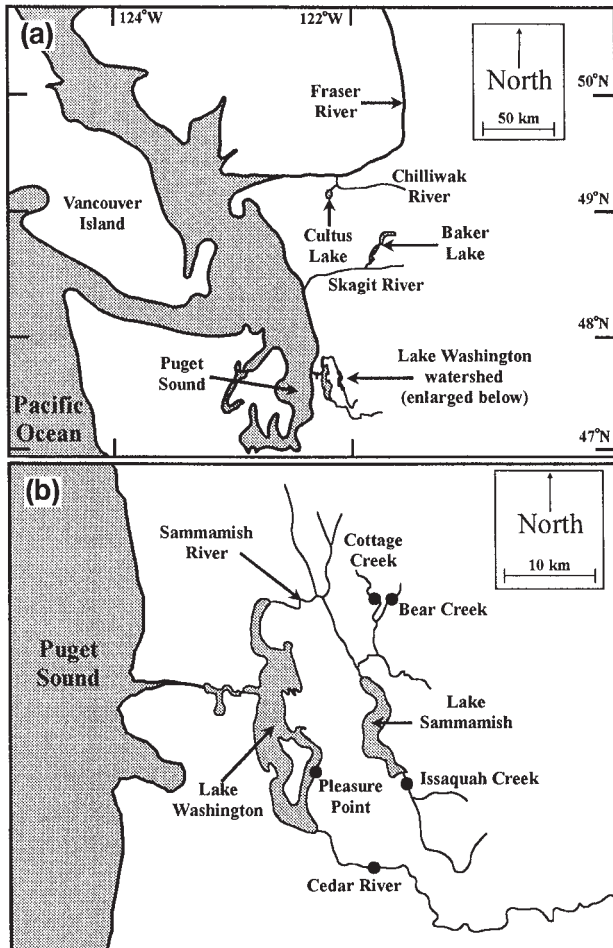 (a)
124°W
122°W
North
50 km
50°N
Fraser
River
Chilliwak
River
49°N
Vancouver
Island
Cultus
Lake
Baker
Lake
Skagit River
48°N
Puget
Sound
Lake Washington
watershed
(enlarged below)
Pacific
Ocean
47°N
(b)
North
10 km
Sammamish
River
Cottage
Creek
Bear Creek
Puget
Sound
Lake
Sammamish
Lake
Washington
Pleasure
Point
Issaquah Creek
Cedar River